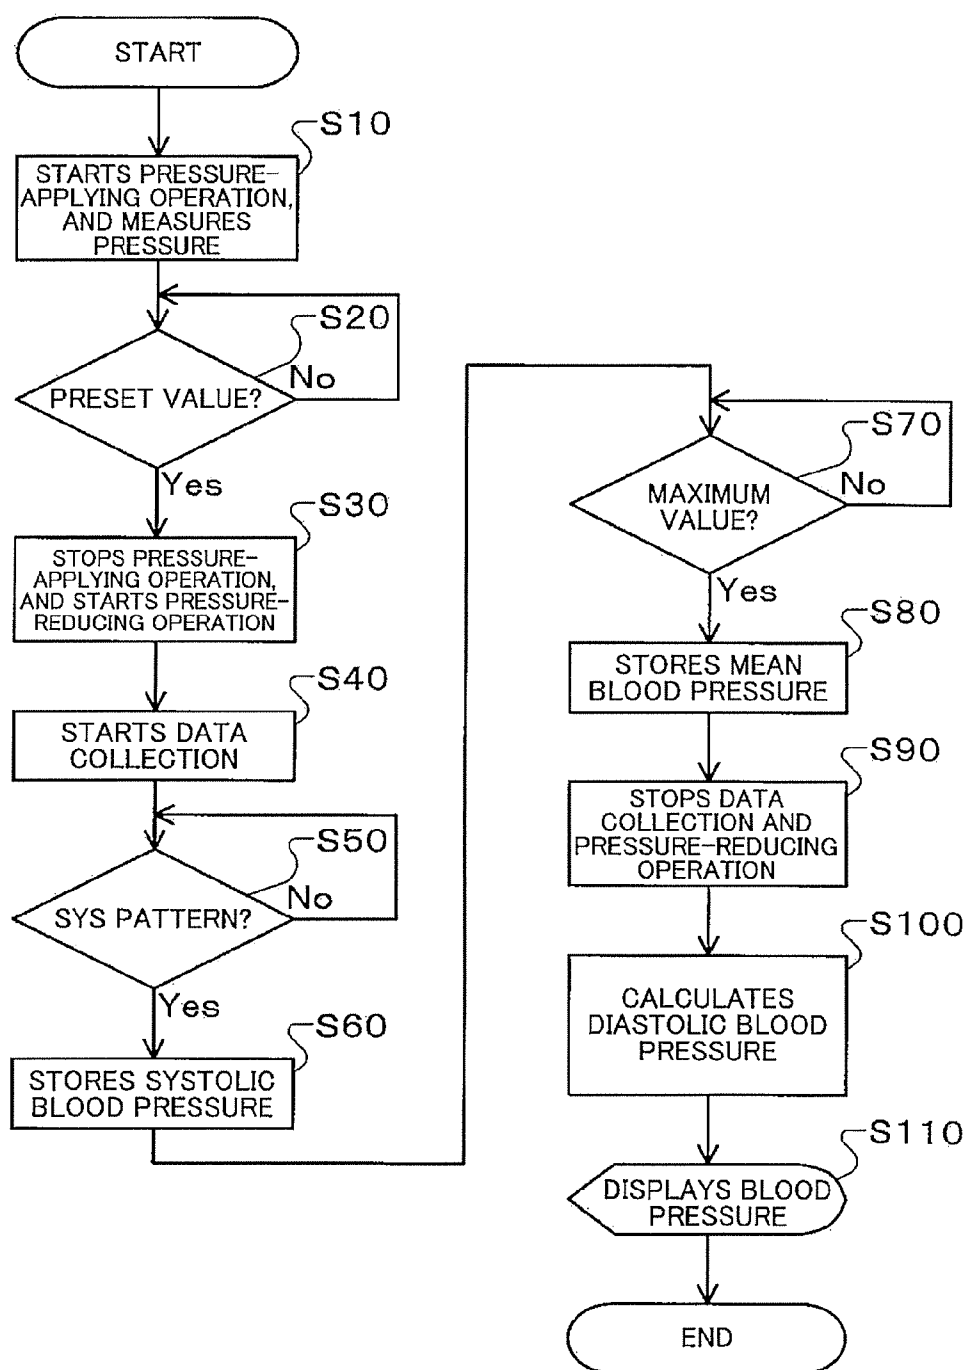 START
S10
STARTS PRESSURE-
APPLYING OPERATION,
AND MEASURES
PRESSURE
S20
PRESET VALUE?
No
Yes
S30
STOPS PRESSURE-
APPLYING OPERATION,
AND STARTS PRESSURE-
REDUCING OPERATION
S40
STARTS DATA
COLLECTION
S50
SYS PATTERN?
No
Yes
S60
STORES SYSTOLIC
BLOOD PRESSURE
S70
MAXIMUM
VALUE?
No
Yes
S80
STORES MEAN
BLOOD PRESSURE
S90
STOPS DATA
COLLECTION AND
PRESSURE-REDUCING
OPERATION
S100
CALCULATES
DIASTOLIC BLOOD
PRESSURE
S110
DISPLAYS BLOOD
PRESSURE
END